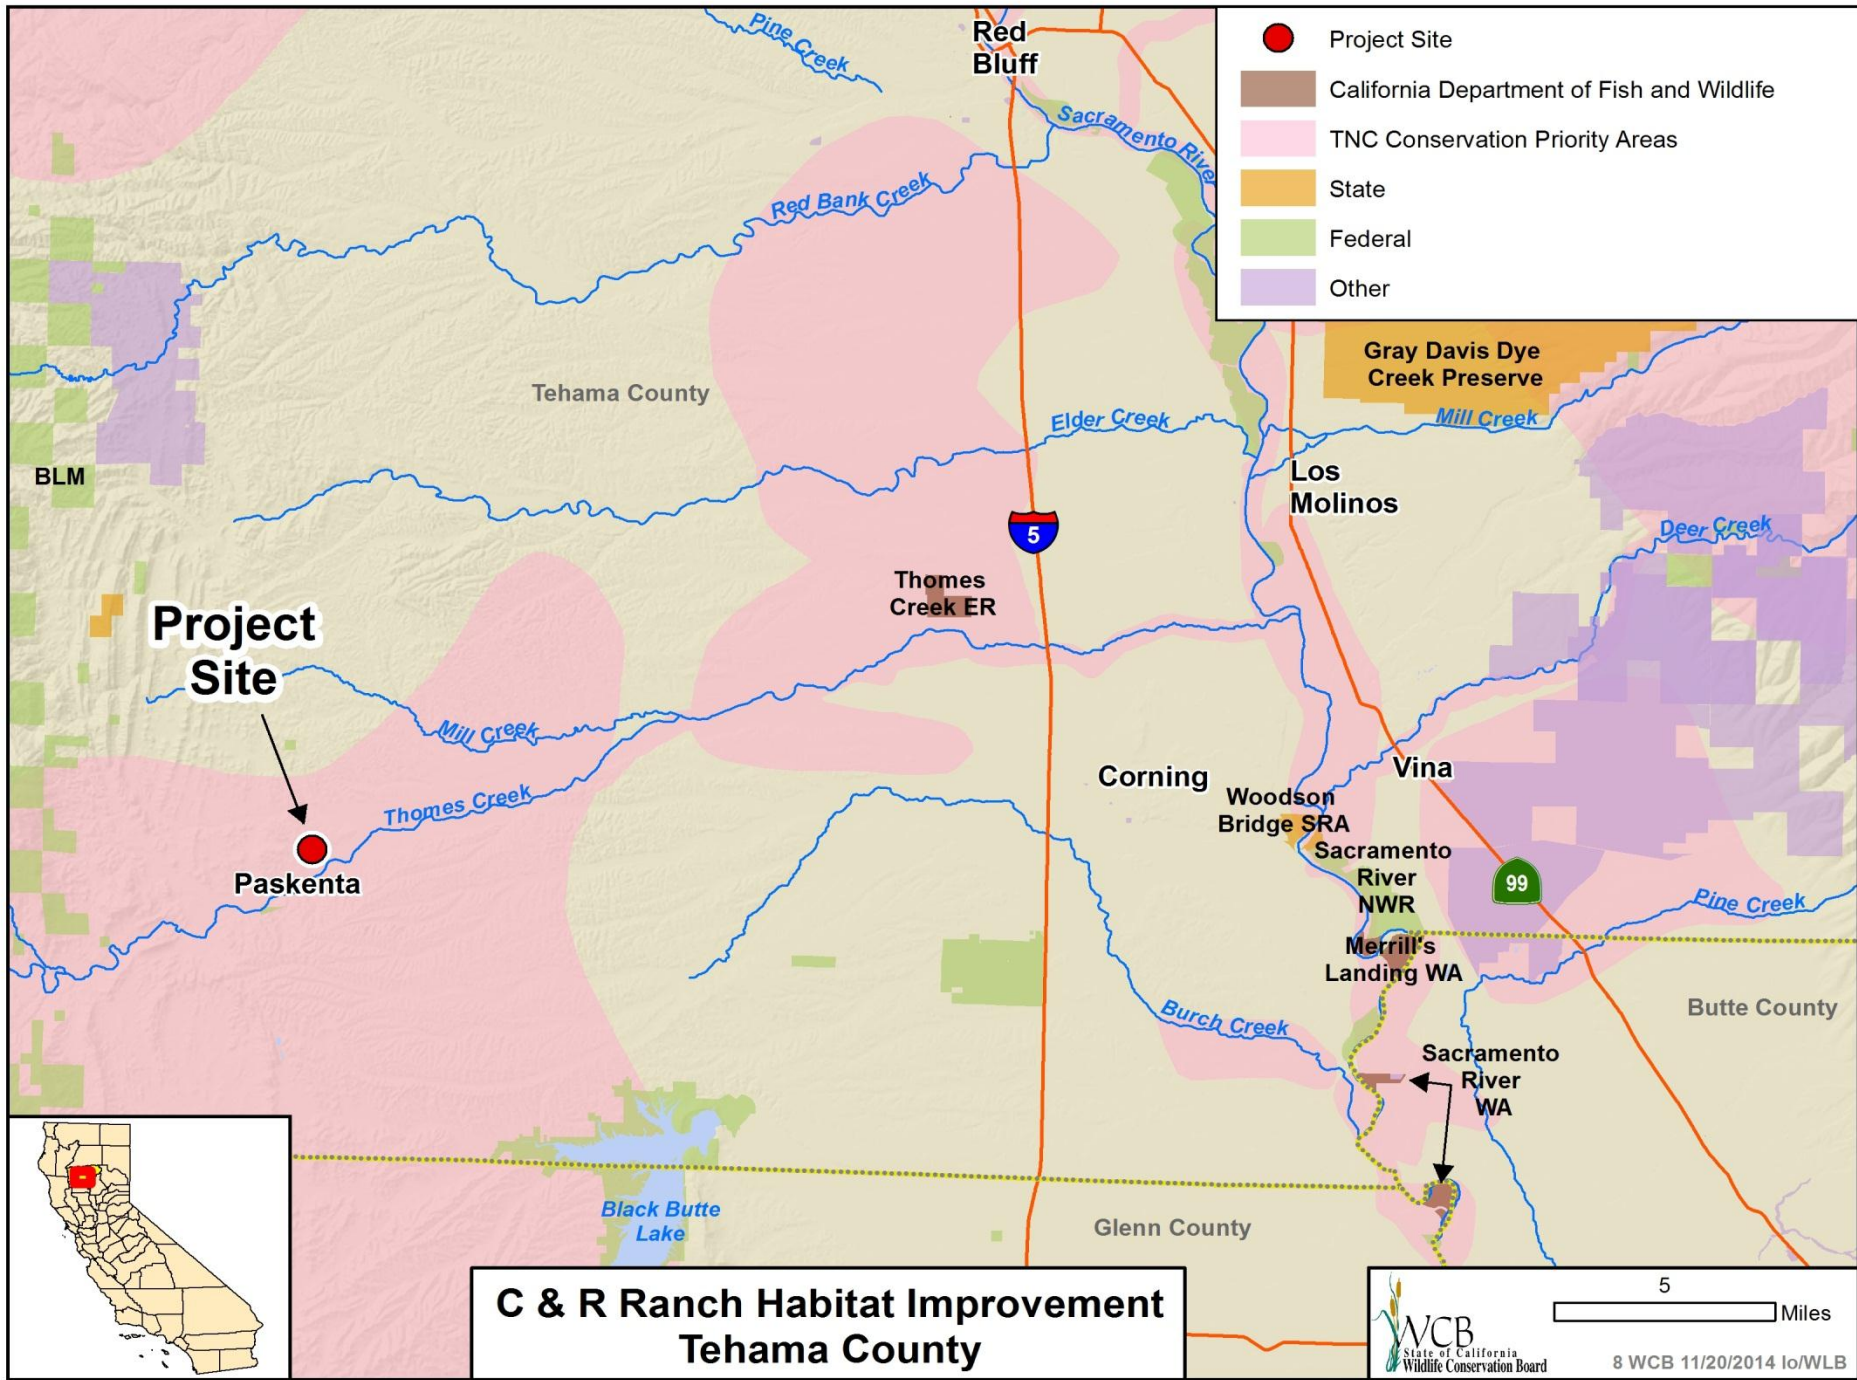 Pine Creek
Red
Bluff
Sacramento River
Red Bank Creek
Project Site
California Department of Fish and Wildlife
TNC Conservation Priority Areas
State
Federal
Other
Gray Davis Dye
Creek Preserve
Tehama County
Elder Creek
Mill Creek
BLM
Los
Molinos
5
Deer Creek
Thomes
Creek ER
Project
Site
Mill Creek
Thomes Creek
Corning
Vina
Woodson
Bridge SRA
Sacramento
River
NWR
99
Paskenta
Pine Creek
Merrill's
Landing WA
Butte County
Burch Creek
Sacramento
River
WA
Black Butte
Lake
Glenn County
C & R Ranch Habitat Improvement
Tehama County
WCB
State of California
Wildlife Conservation Board
5
Miles
8 WCB 11/20/2014 lo/WLB